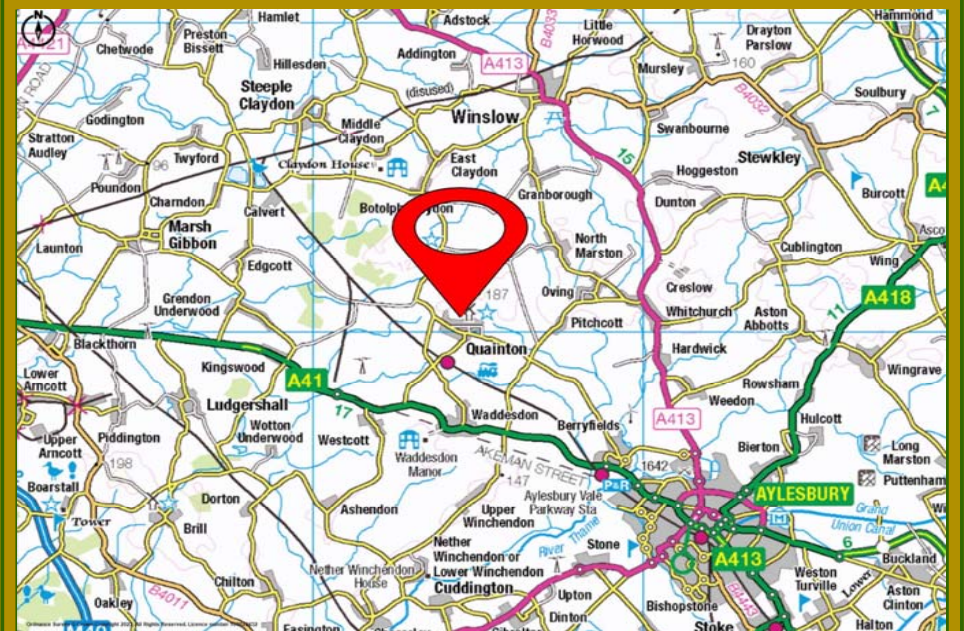 N
Hamlet
Adstock
Little
Horwood
Drayton
Parslow
Hammond
B4033
Chetwode
Preston
Bissett
Addington
A413
Mursley
160
Hillesden
(disused)
B4032
Soulbury
Steeple
Claydon
7
Godington
Middle
Claydon
Winslow
Swanbourne
Stratton
Audley
96
Twyford
Claydon House
East
Claydon
15
Stewkley
Hoggeston
Poundon
Granborough
Burcott
Charndon
Calvert
Dunton
Marsh
Gibbon
North
Marston
Cublington
Launton
Wing
Edgcott
187
Oving
Creslow
A418
Grendon
Underwood
Whitchurch
Aston
Abbotts
11
Pitchcott
Blackthorn
Quainton
Hardwick
Lower
Arncott
Kingswood
A41
Wingrave
Rowsham
Ludgershall
17
Waddesdon
Weedon
Upper
Arncott
Piddington
Wotton
Underwood
Westcott
Berryfields
A413
Hulcott
Bierton
Long
Marston
198
Waddesdon
Manor
AKEMAN STREET
1642
Puttenham
Boarstall
147
P&R
AYLESBURY
Tower
Dorton
Aylesbury Vale
Parkway Sta
M
Grand
Union Canal
Brill
Ashendon
Upper
Winchendon
River Thame
Stone
6
Nether
Winchendon or
Lower Winchendon
A413
Buckland
Nether Winchendon
House
Weston
Turville
Lower
Chilton
Cuddington
Upton
Aston
Clinton
Oakley
B4011
Bishopstone
B4443
Dinton
Halton
Easington
Stoke